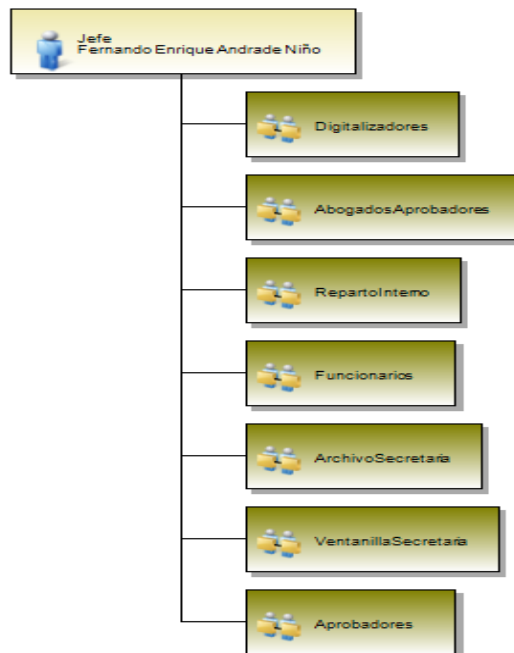 Jefe
Fernando Enrique Andrade Niño
Digitalizadores
AbogadosAprobadores
RepartoInterno
Funcionarios
ArchivoSecretaria
VentanillaSecretaria
Aprobadores